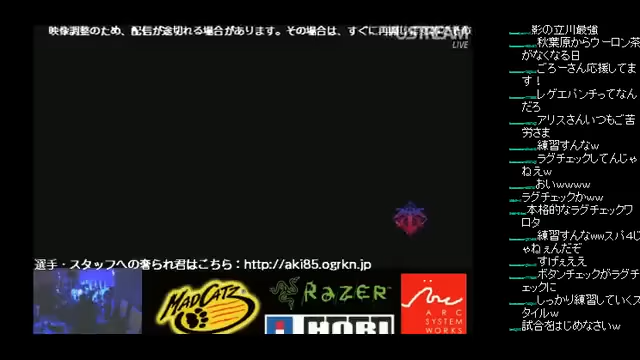 映像調整のため、配信が途切れる場合があります。その場合は、すぐに再開
USTREAM
LIVE
選手・スタッフへの奢られ君はこちら：http://aki85.ogrkn.jp
MAD CATZ
RAZER
HORI
ARC
SYSTEM
WORKS
影の立川最強
秋葉原からウーロン茶
がなくなる日
ごろーさん応援してま
す！
レゲエパンチってなん
だろ
アリスさんいつもご苦
労さま
練習すんなw
ラグチェックしてんじゃ
ねえw
おいwwww
ラグチェックかww
本格的なラグチェックワ
ロタ
練習すんなwwスパ4じ
ゃねぇんだぞ
すげぇええ
ボタンチェックがラグチ
ェックに
しっかり練習していくス
タイルw
試合をはじめなさいw